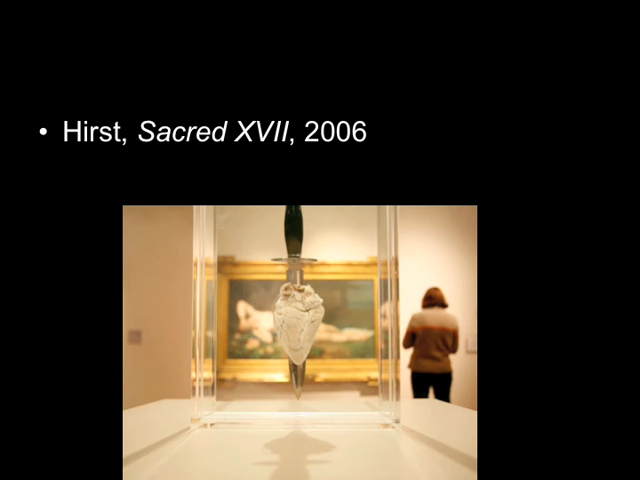 • Hirst, Sacred XVII, 2006